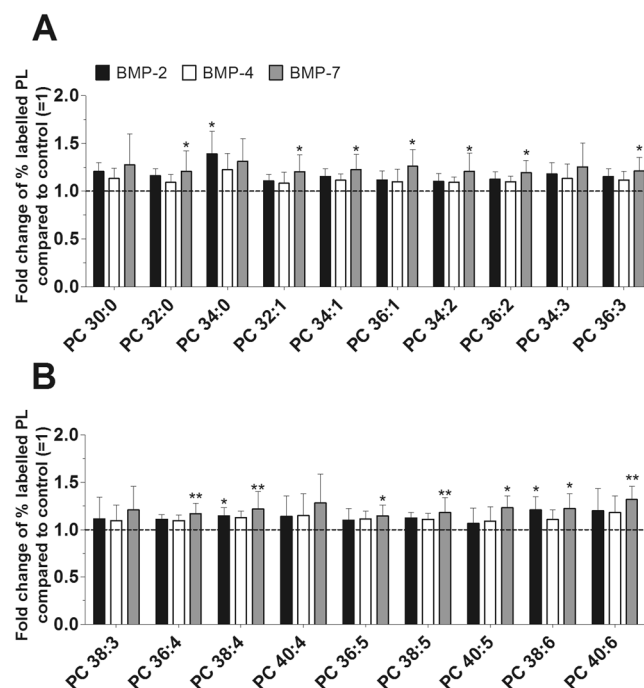 A
BMP-2 BMP-4 BMP-7
Fold change of % labelled PL
compared to control (=1)
2.0
1.5
1.0
0.5
0.0
* * * * * * * *
PC 30:0 PC 32:0 PC 34:0 PC 32:1 PC 34:1 PC 36:1 PC 34:2 PC 36:2 PC 34:3 PC 36:3
B
Fold change of % labelled PL
compared to control (=1)
2.0
1.5
1.0
0.5
0.0
** * ** * ** * * * **
PC 38:3 PC 36:4 PC 38:4 PC 40:4 PC 36:5 PC 38:5 PC 40:5 PC 38:6 PC 40:6